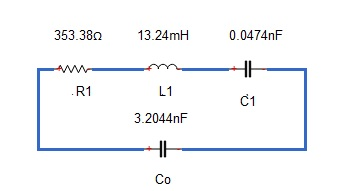 353.38Ω 13.24mH 0.0474nF
R1 L1 C1
3.2044nF
Co